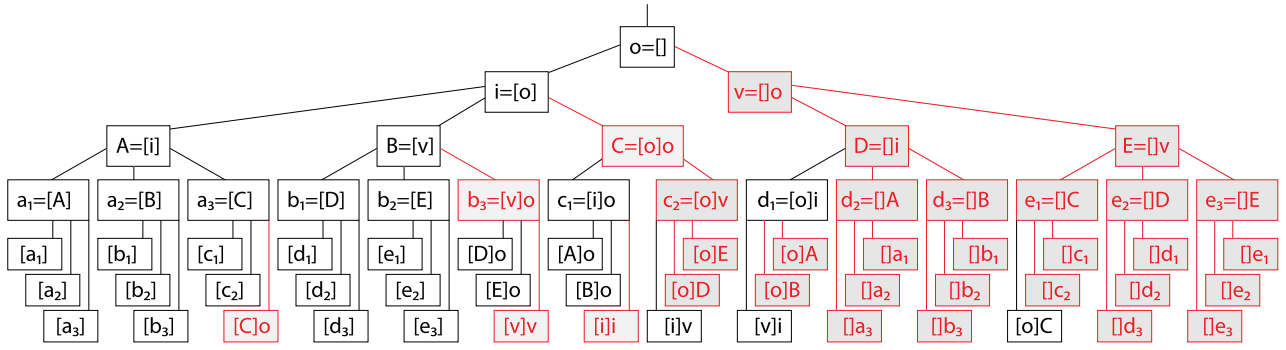 o=[]
i=[o] v=[]o
A=[i] B=[v] C=[o]o D=[]i E=[]v
a₁=[A] a₂=[B] a₃=[C] b₁=[D] b₂=[E] b₃=[v]o c₁=[i]o c₂=[o]v d₁=[o]i d₂=[]A d₃=[]B e₁=[]C e₂=[]D e₃=[]E
[a₁] [b₁] [c₁] [d₁] [e₁] [D]o [A]o [o]E [o]A []a₁ []b₁ []c₁ []d₁ []e₁
[a₂] [b₂] [c₂] [d₂] [e₂] [E]o [B]o [o]D [o]B []a₂ []b₂ []c₂ []d₂ []e₂
[a₃] [b₃] [C]o [d₃] [e₃] [v]v [i]i [i]v [v]i []a₃ []b₃ [o]C []d₃ []e₃